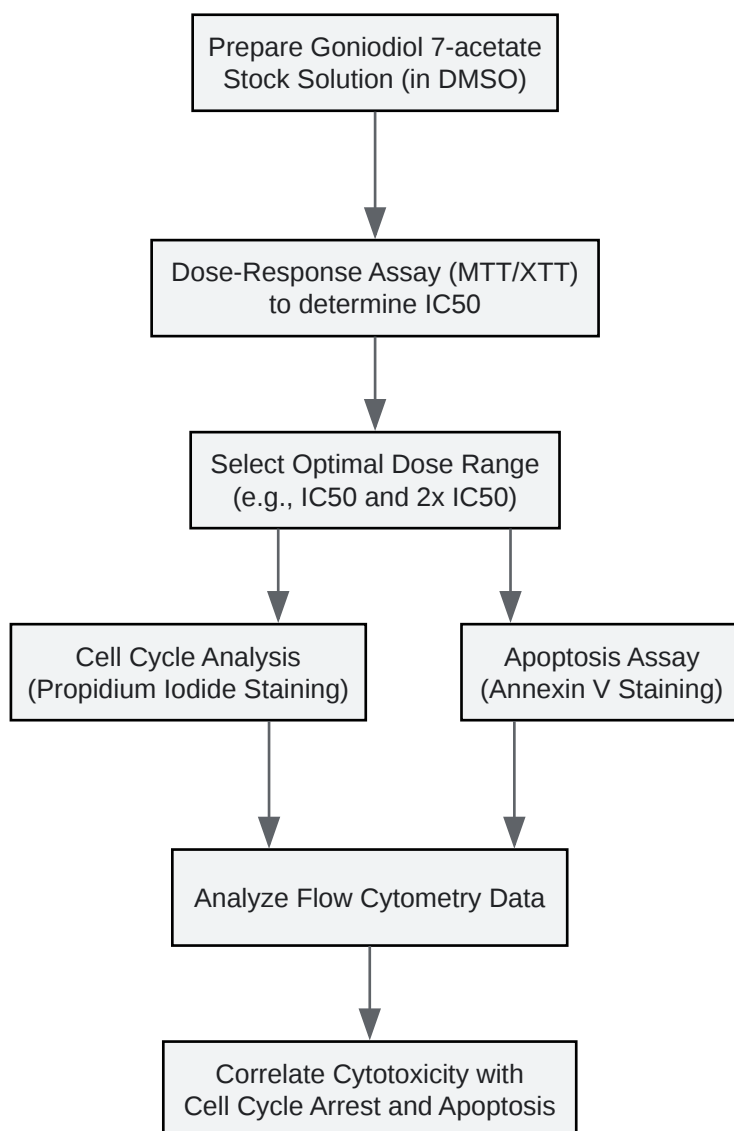 Prepare Goniodiol 7-acetate
Stock Solution (in DMSO)
Dose-Response Assay (MTT/XTT)
to determine IC50
Select Optimal Dose Range
(e.g., IC50 and 2x IC50)
Cell Cycle Analysis
(Propidium Iodide Staining)
Apoptosis Assay
(Annexin V Staining)
Analyze Flow Cytometry Data
Correlate Cytotoxicity with
Cell Cycle Arrest and Apoptosis